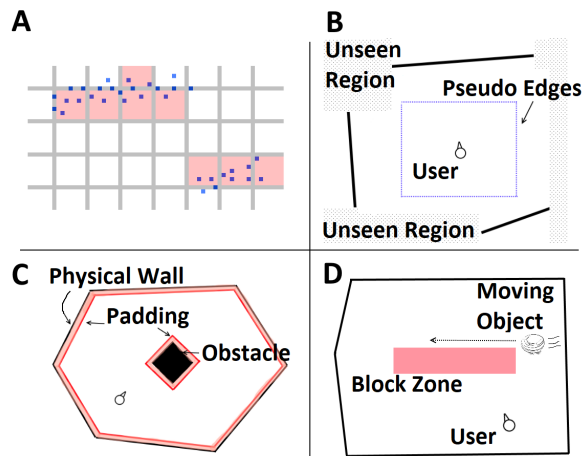 A
B
Unseen
Region
Pseudo Edges
User
Unseen Region
C
Physical Wall
Padding
Obstacle
D
Moving
Object
Block Zone
User